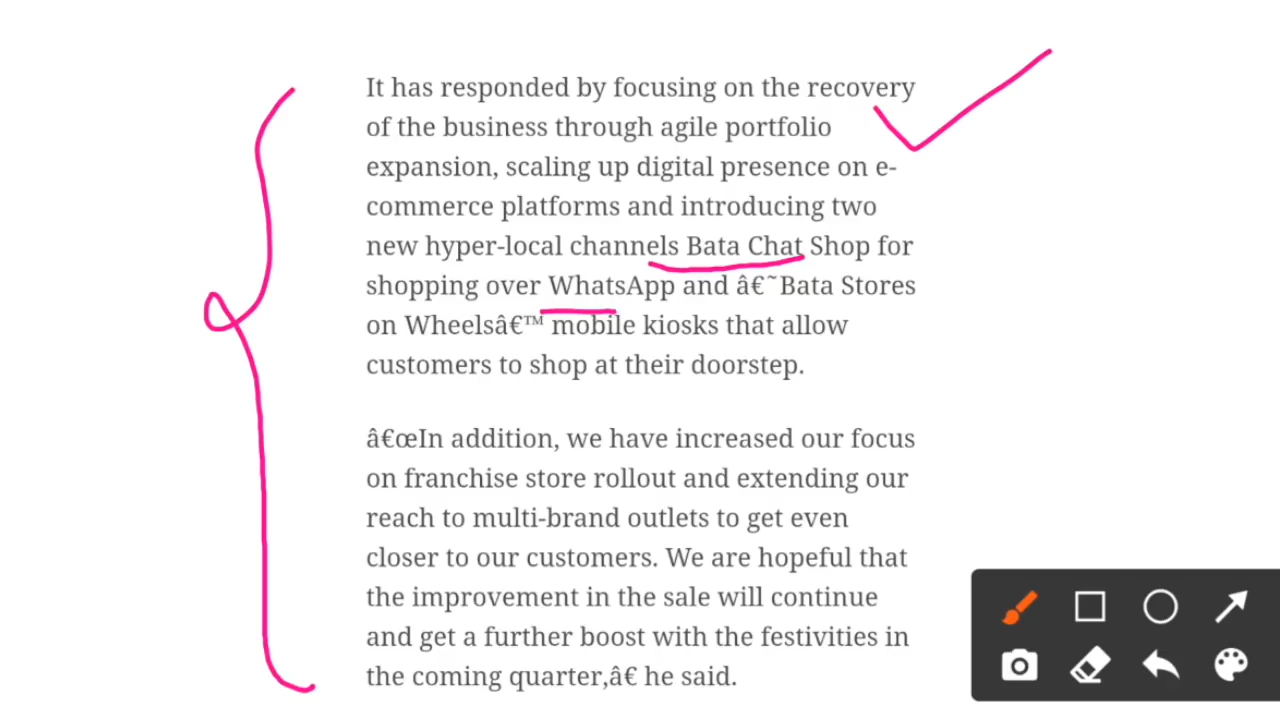 It has responded by focusing on the recovery
of the business through agile portfolio
expansion, scaling up digital presence on e-
commerce platforms and introducing two
new hyper-local channels Bata Chat Shop for
shopping over WhatsApp and â€˜Bata Stores
on Wheelsâ€™ mobile kiosks that allow
customers to shop at their doorstep.
â€œIn addition, we have increased our focus
on franchise store rollout and extending our
reach to multi-brand outlets to get even
closer to our customers. We are hopeful that
the improvement in the sale will continue
and get a further boost with the festivities in
the coming quarter,â€ he said.